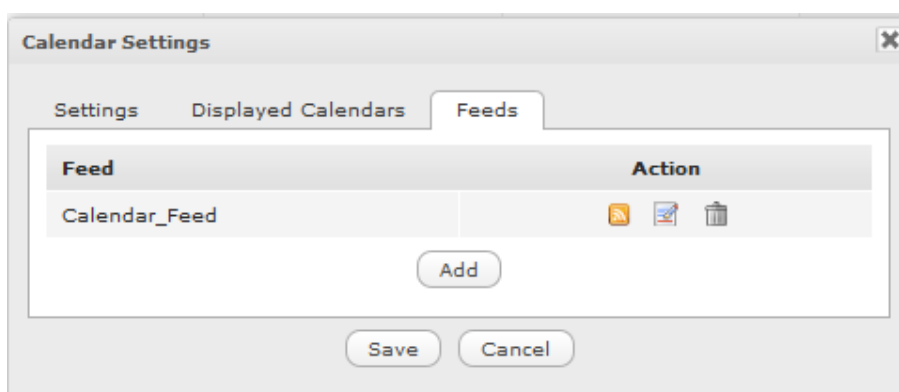 Calendar Settings
Settings Displayed Calendars Feeds
Feed Action
Calendar_Feed
Add
Save Cancel